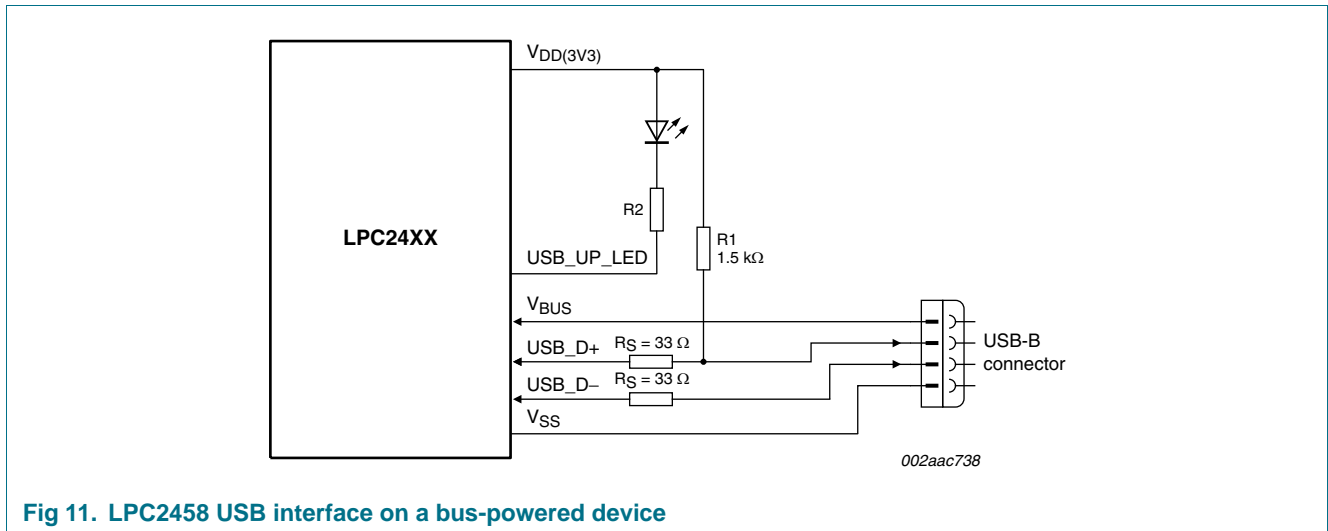 VDD(3V3)
R2
LPC24XX
R1
1.5 kΩ
USB_UP_LED
VBUS
USB_D+
RS = 33 Ω
USB-B
connector
USB_D−
RS = 33 Ω
VSS
002aac738
Fig 11. LPC2458 USB interface on a bus-powered device